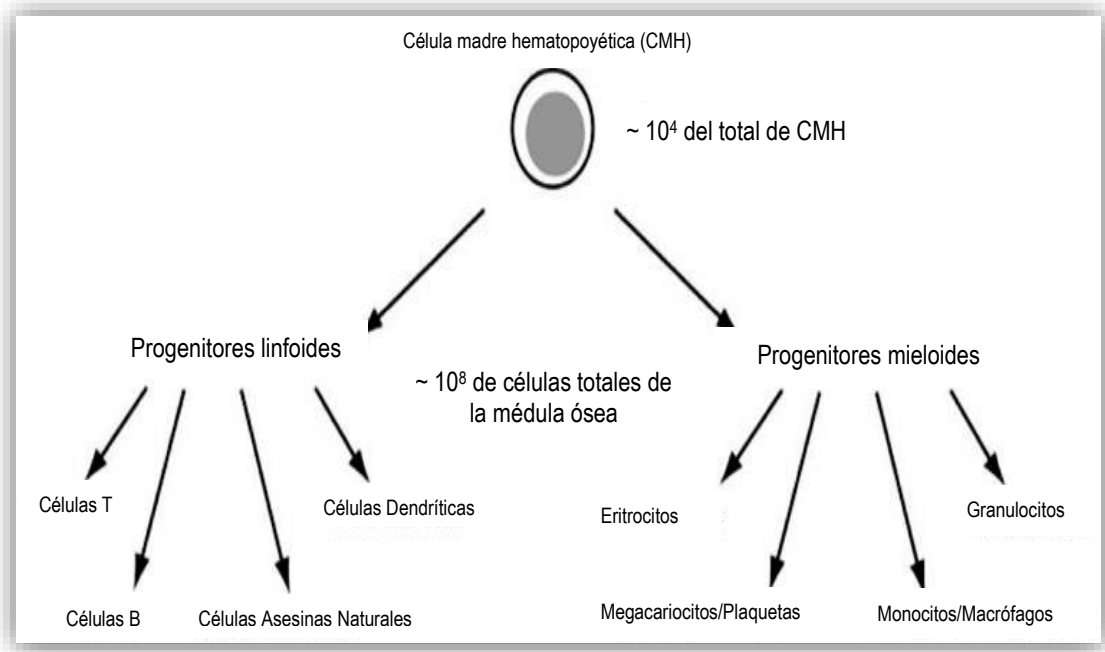 Célula madre hematopoyética (CMH)
~ 10⁴ del total de CMH
Progenitores linfoides
Progenitores mieloides
~ 10⁸ de células totales de
la médula ósea
Células T
Células Dendríticas
Eritrocitos
Granulocitos
Células B
Células Asesinas Naturales
Megacariocitos/Plaquetas
Monocitos/Macrófagos